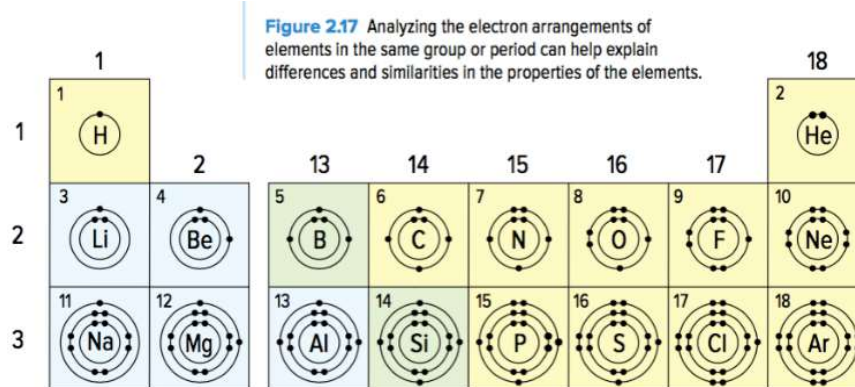 Figure 2.17 Analyzing the electron arrangements of
elements in the same group or period can help explain
differences and similarities in the properties of the elements.
1 18
1 2
1 H He
2 13 14 15 16 17
3 4 5 6 7 8 9 10
2 Li Be B C N O F Ne
11 12 13 14 15 16 17 18
3 Na Mg Al Si P S Cl Ar